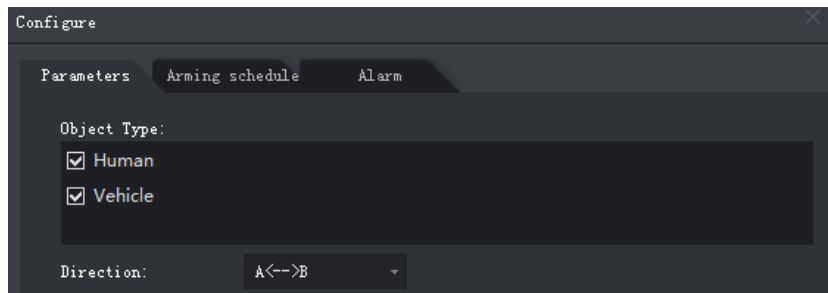 Configure
Parameters Arming schedule Alarm
Object Type:
Human
Vehicle
Direction: A<-->B